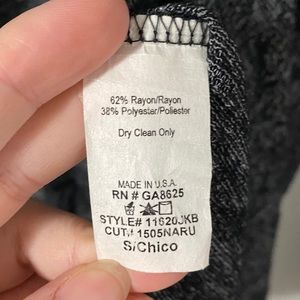 62% Rayon/Rayon
38% Polyester/Poliester
Dry Clean Only
MADE IN U.S.A.
RN # GA8625
STYLE# 11620JKB
CUT# 1505NARU
S/Chico